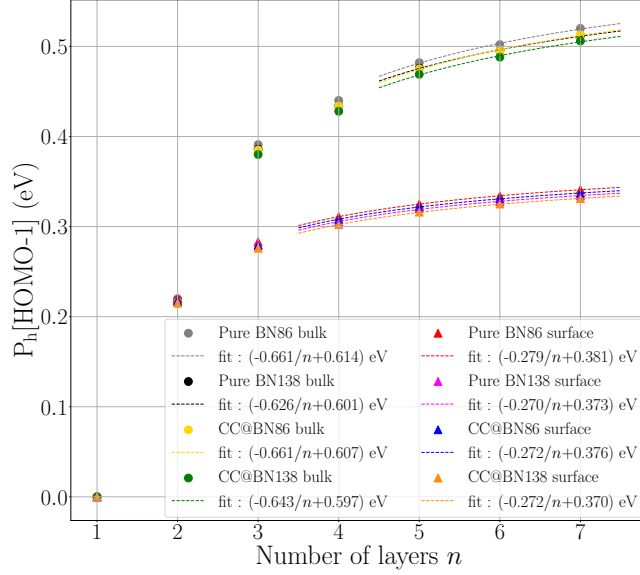 P_h[HOMO-1] (eV)
0.5
0.4
0.3
0.2
0.1
0.0
Pure BN86 bulk
fit : (-0.661/n+0.614) eV
Pure BN138 bulk
fit : (-0.626/n+0.601) eV
CC@BN86 bulk
fit : (-0.661/n+0.607) eV
CC@BN138 bulk
fit : (-0.643/n+0.597) eV
Pure BN86 surface
fit : (-0.279/n+0.381) eV
Pure BN138 surface
fit : (-0.270/n+0.373) eV
CC@BN86 surface
fit : (-0.272/n+0.376) eV
CC@BN138 surface
fit : (-0.272/n+0.370) eV
1 2 3 4 5 6 7
Number of layers n